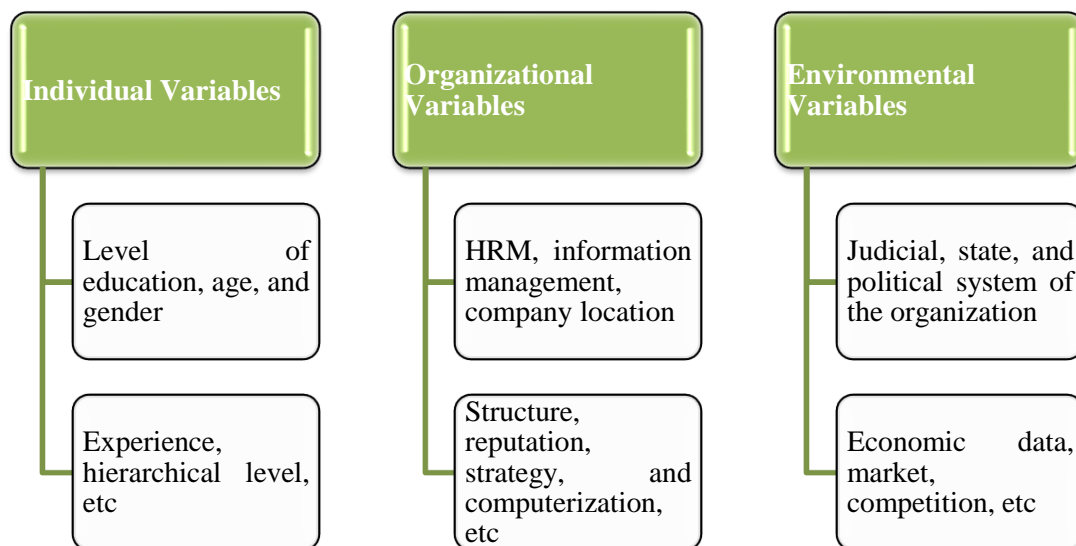 Individual Variables
Level of
education, age, and
gender
Experience,
hierarchical level,
etc
Organizational
Variables
HRM, information
management,
company location
Structure,
reputation,
strategy, and
computerization,
etc
Environmental
Variables
Judicial, state, and
political system of
the organization
Economic data,
market,
competition, etc